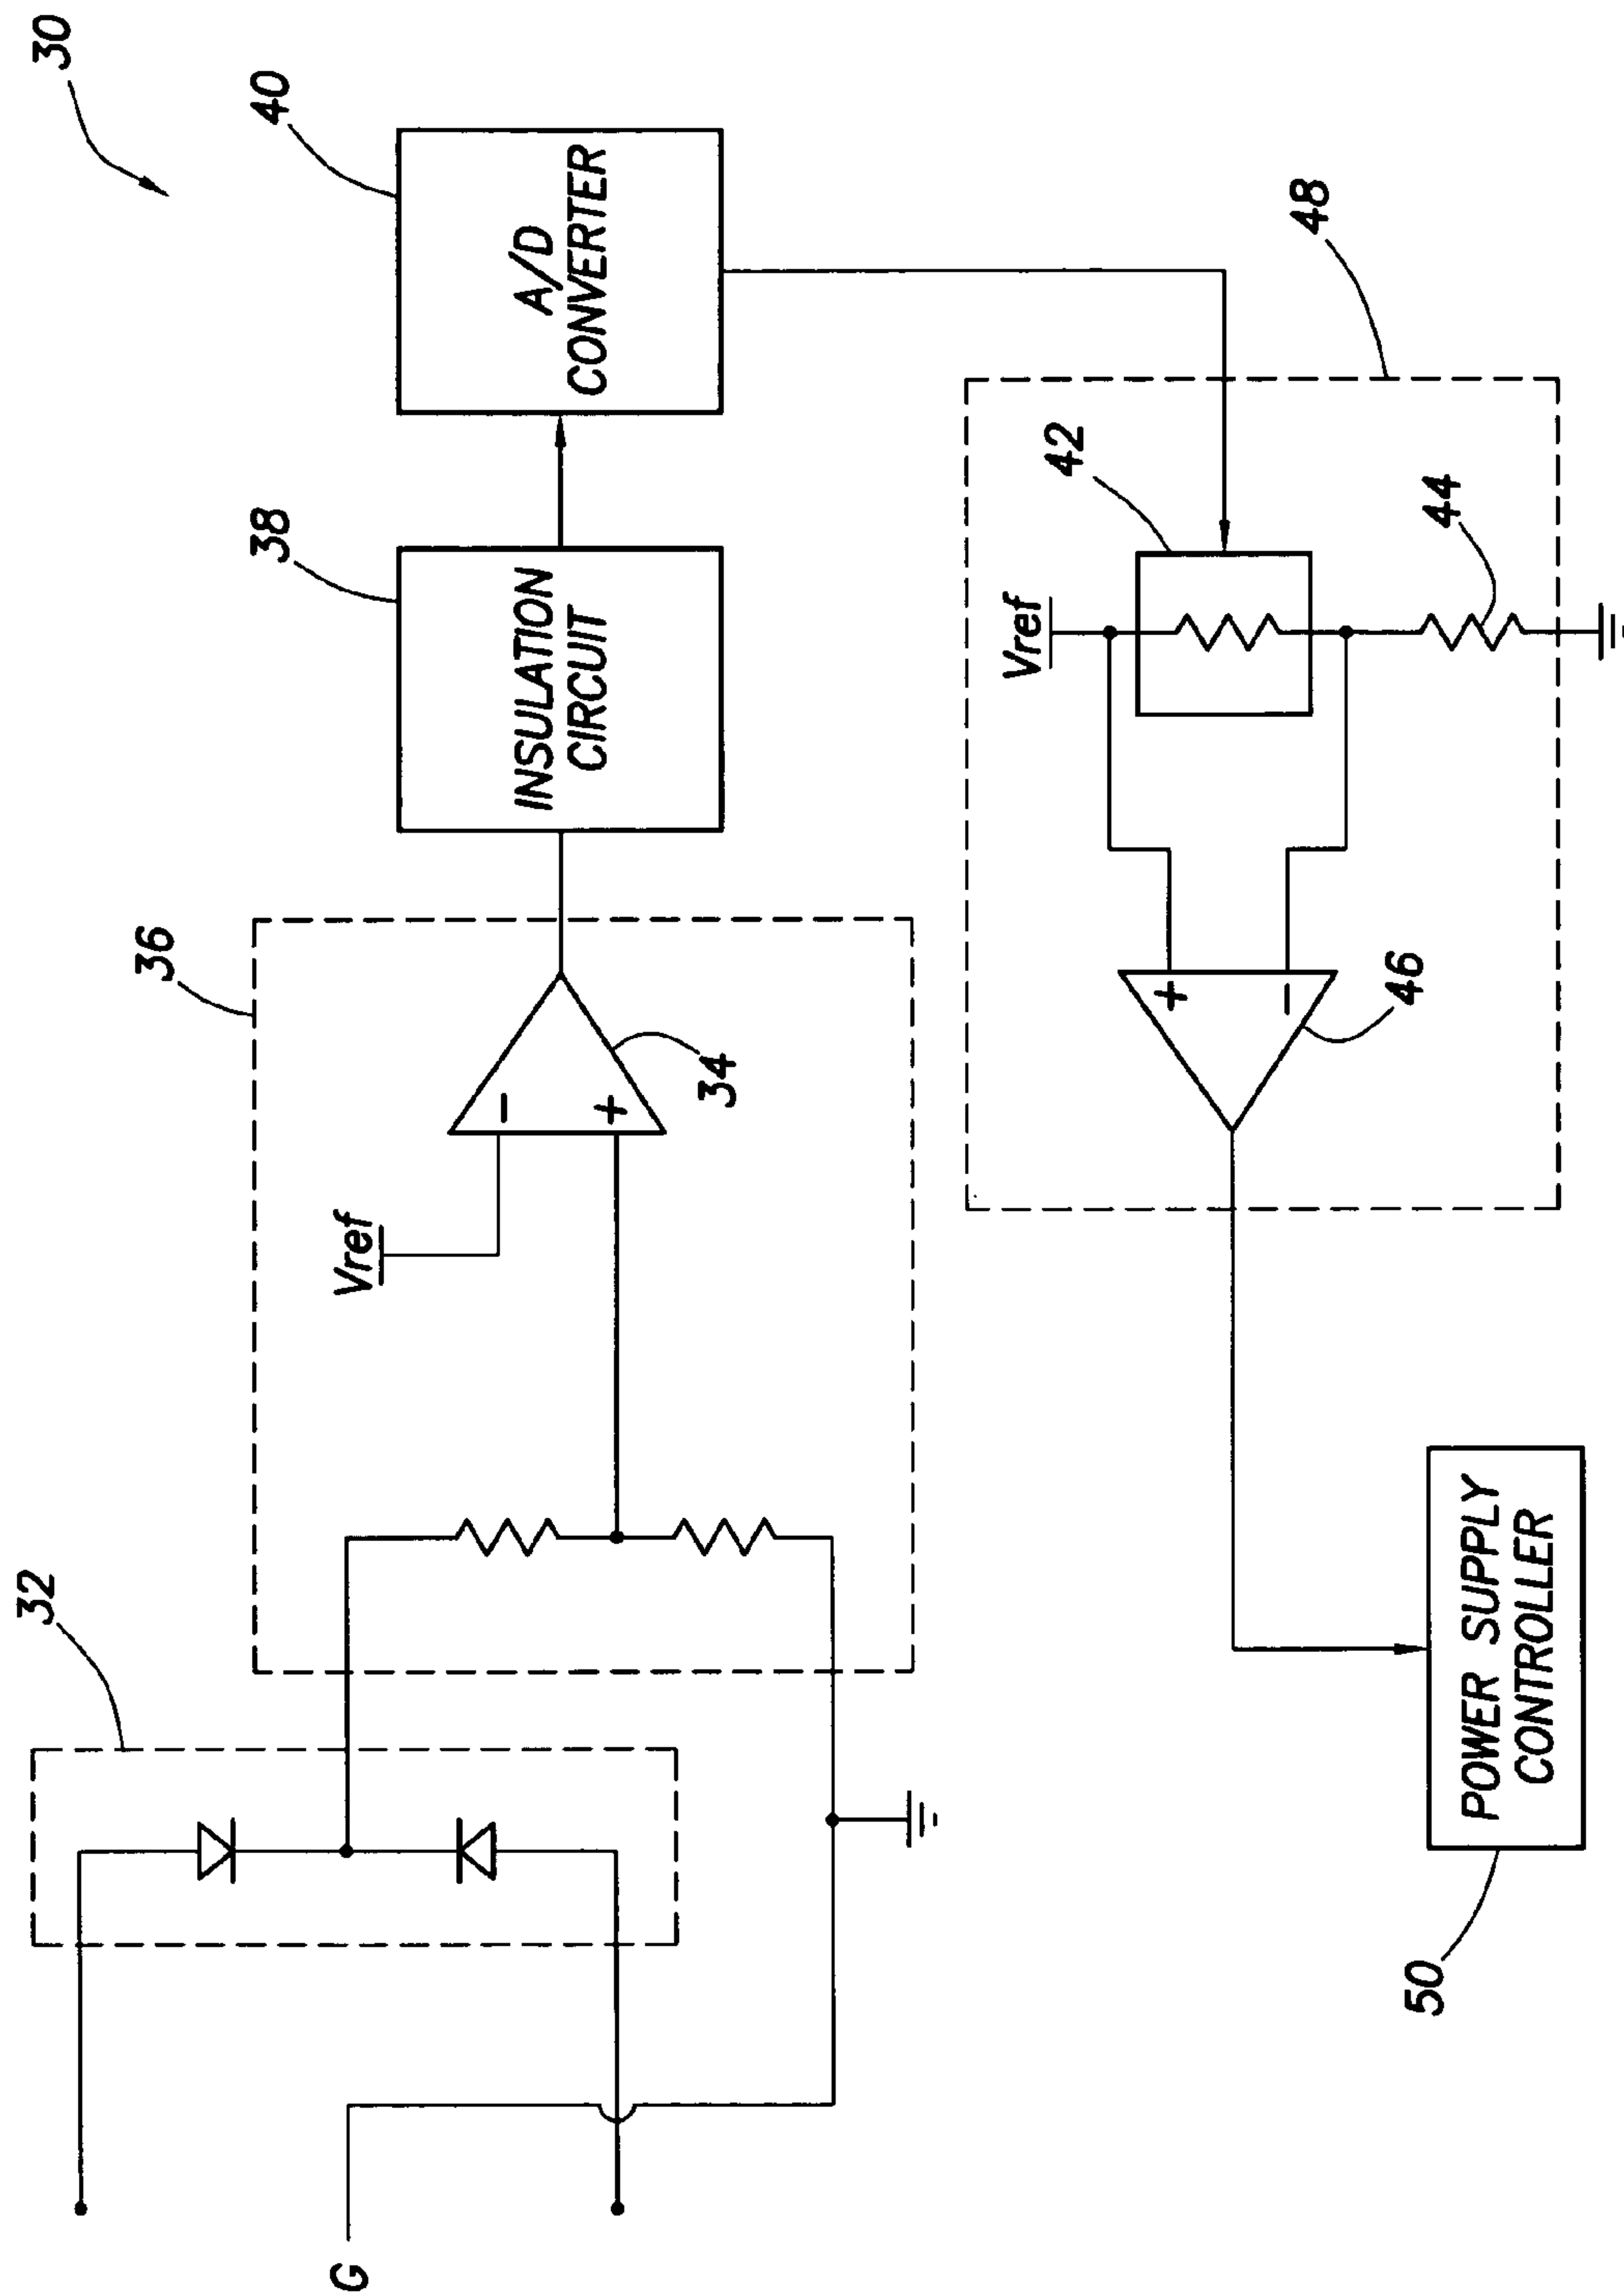 30
32
36
38
40
A/D
CONVERTER
INSULATION
CIRCUIT
Vref
−
+
34
G
48
42
Vref
44
+
−
46
POWER SUPPLY
CONTROLLER
50